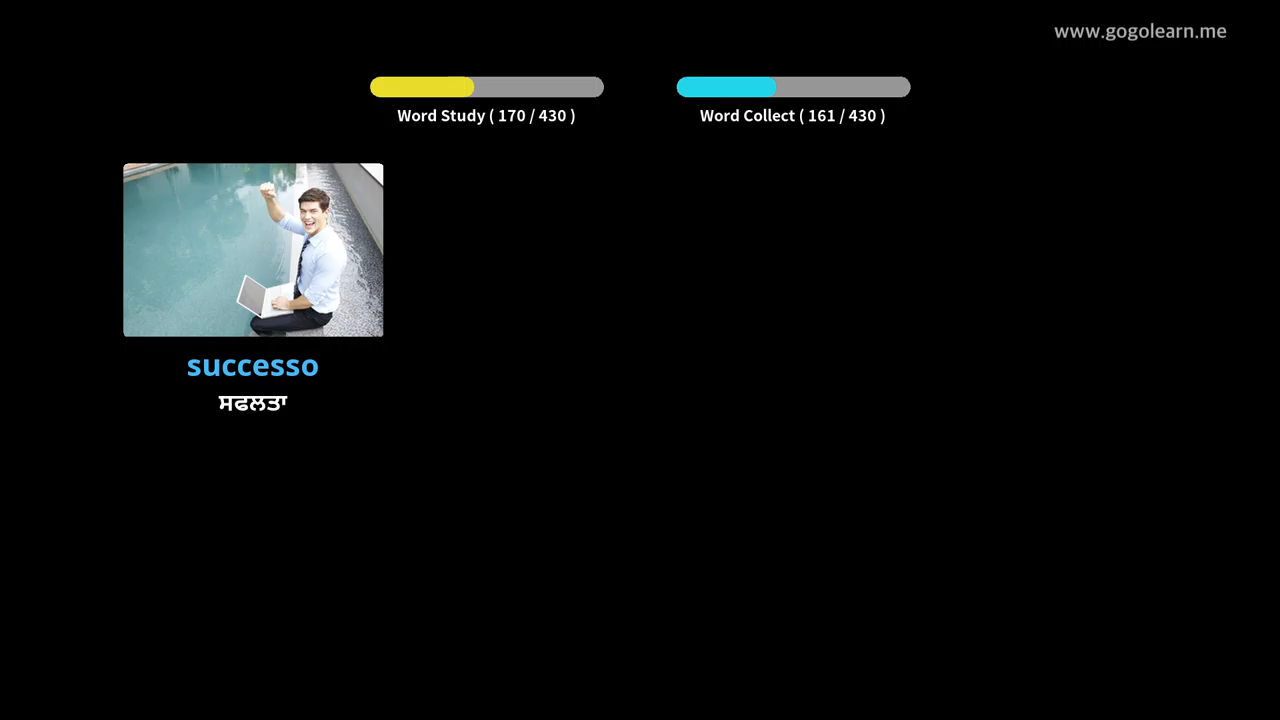 www.gogolearn.me
Word Study ( 170 / 430 )
Word Collect ( 161 / 430 )
successo
ਸਫਲਤਾ